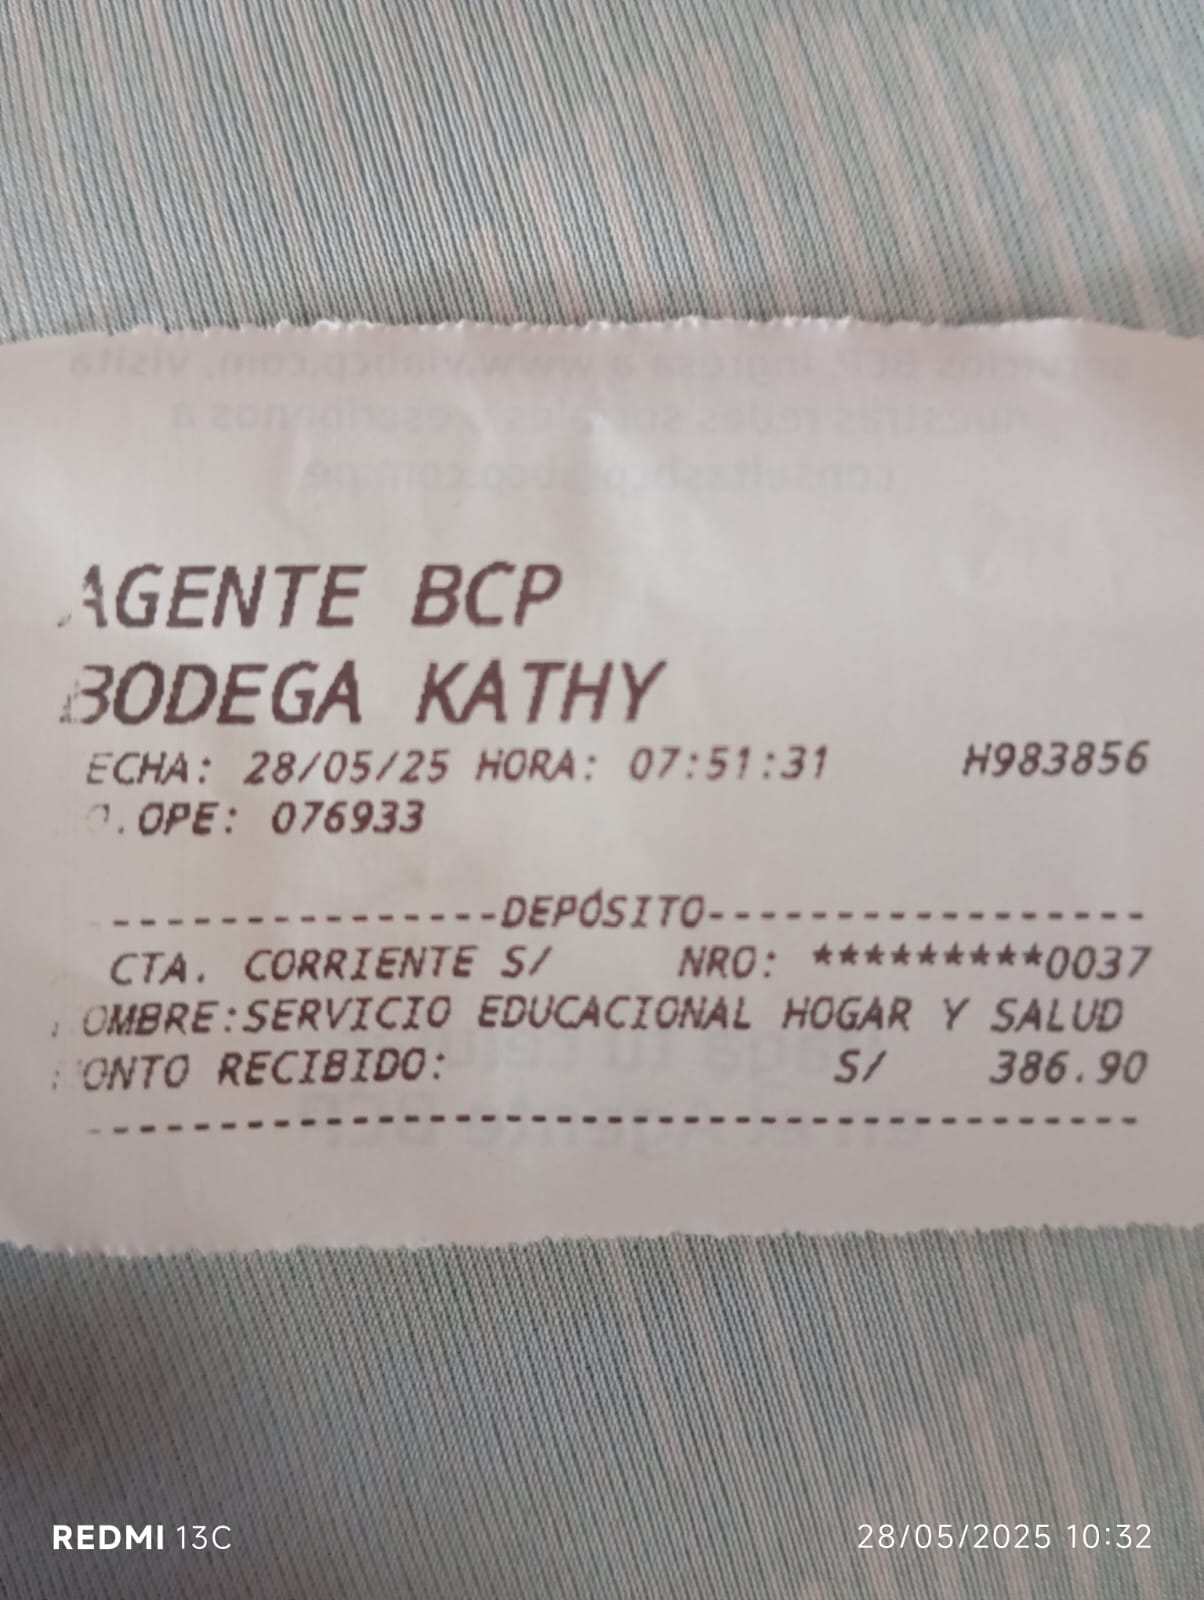 AGENTE BCP
BODEGA KATHY
ECHA: 28/05/25 HORA: 07:51:31 H983856
O.OPE: 076933
---------------DEPÓSITO-----------------
CTA. CORRIENTE S/ NRO: *********0037
OMBRE:SERVICIO EDUCACIONAL HOGAR Y SALUD
ONTO RECIBIDO: S/ 386.90
----------------------------------------
REDMI 13C
28/05/2025 10:32